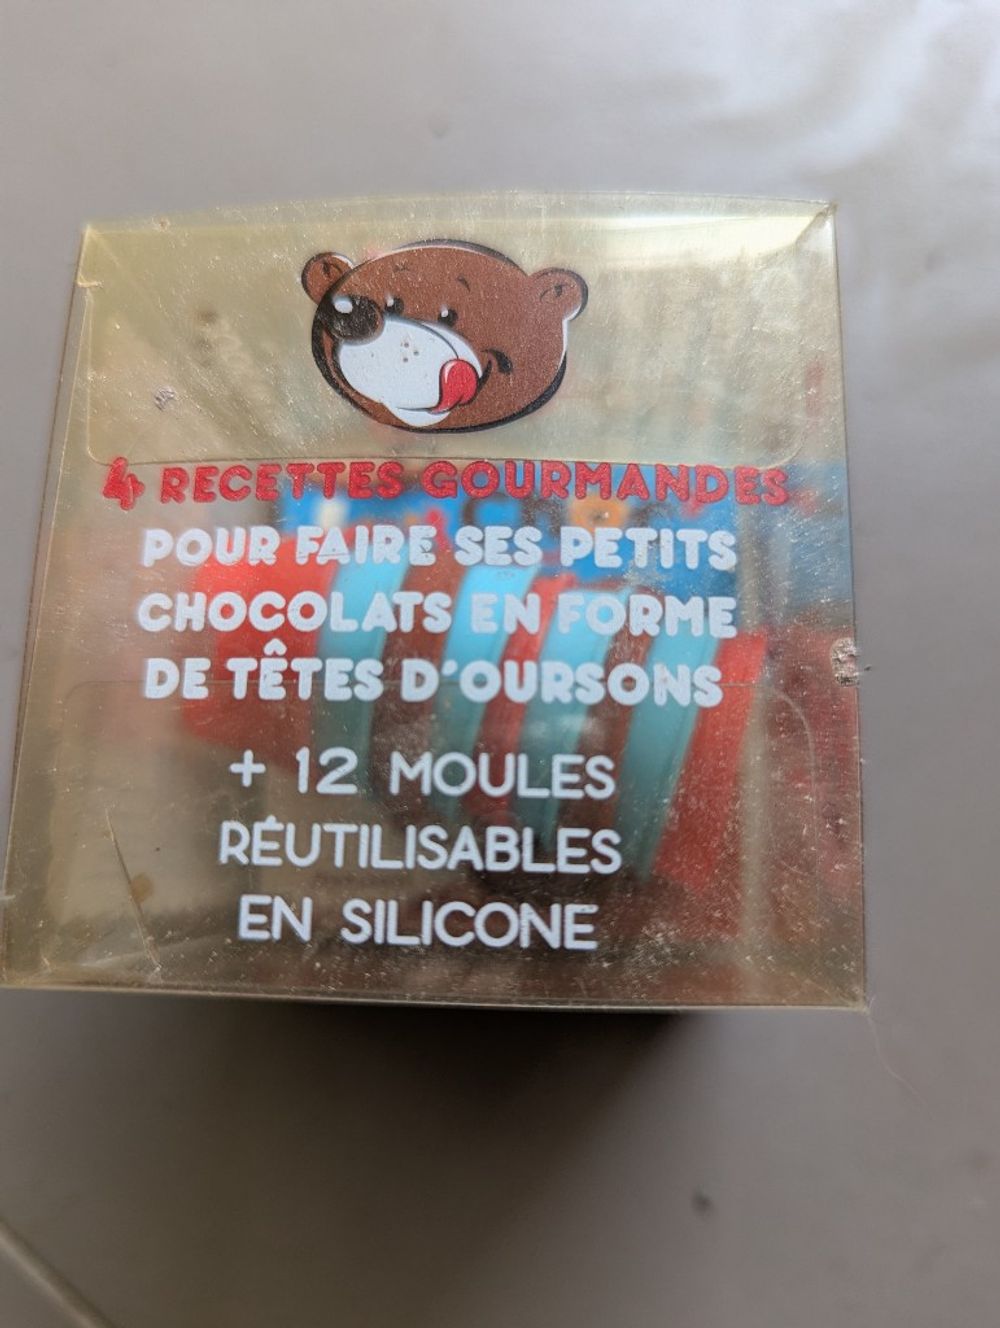 4 RECETTES GOURMANDES
POUR FAIRE SES PETITS
CHOCOLATS EN FORME
DE TÊTES D'OURSONS
+ 12 MOULES
RÉUTILISABLES
EN SILICONE